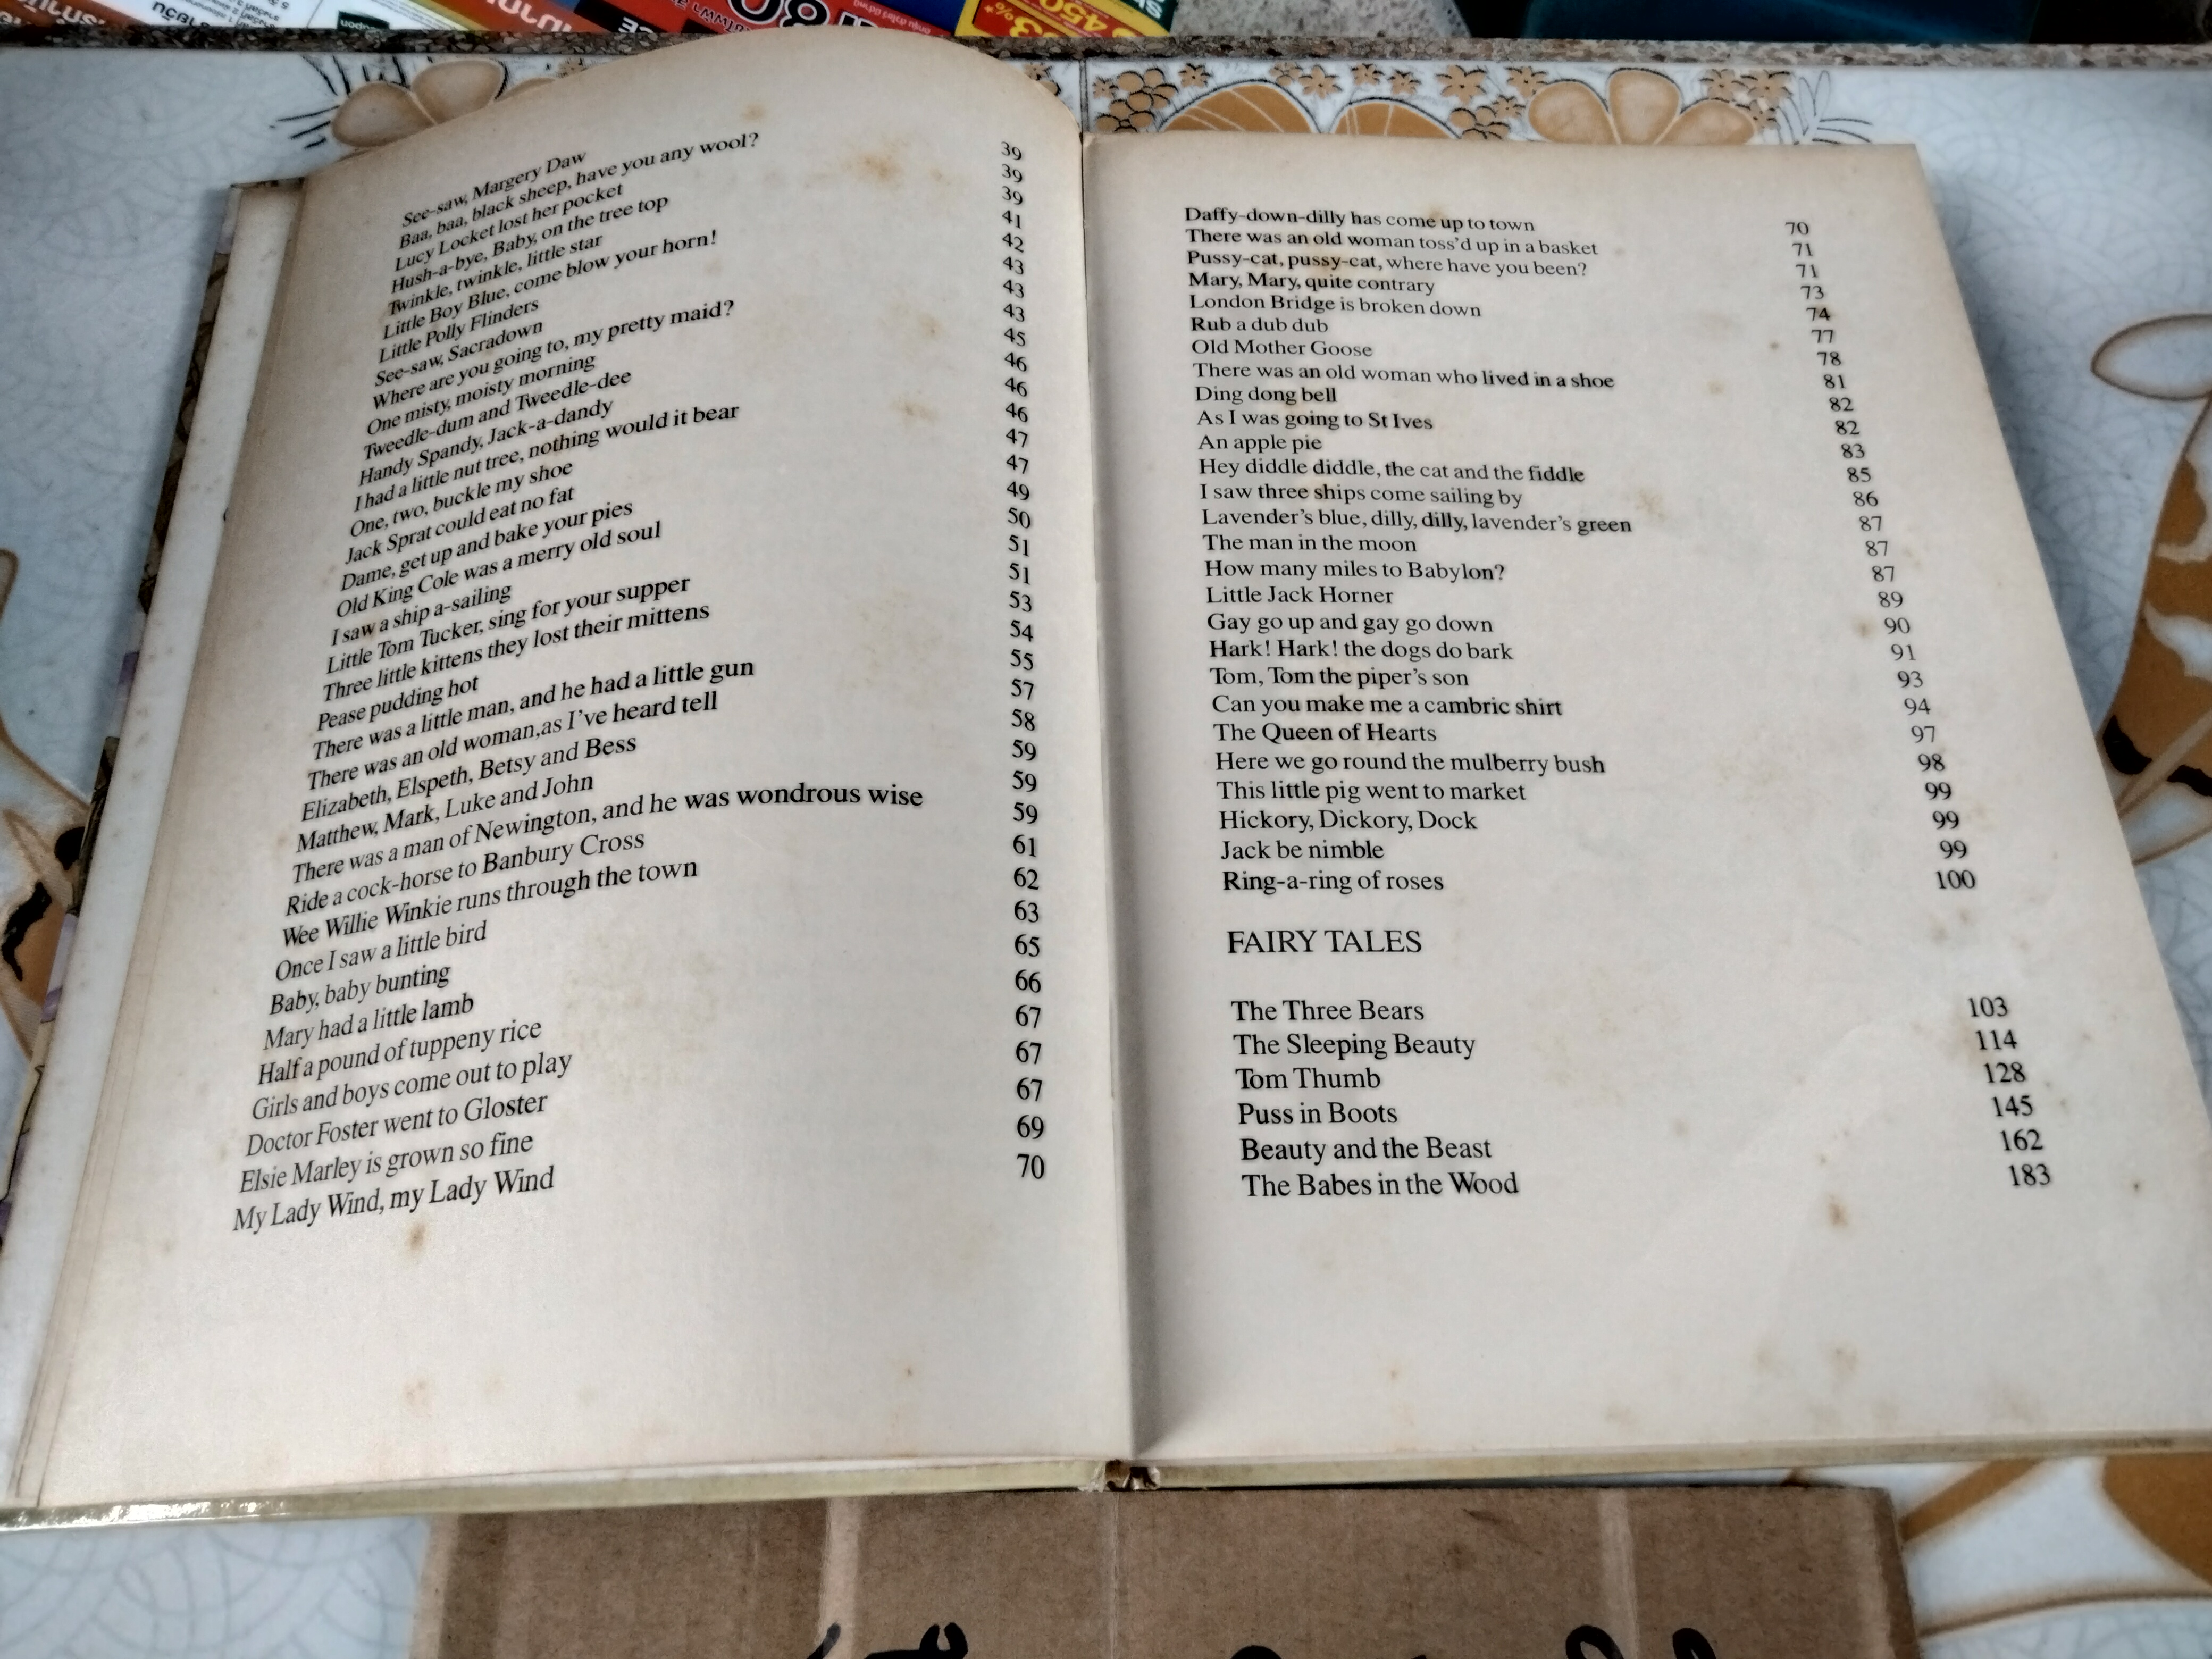 See-saw, Margery Daw 39
Baa, baa, black sheep, have you any wool? 39
Lucy Locket lost her pocket 39
Hush-a-bye, Baby, on the tree top 41
Twinkle, twinkle, little star 42
Little Boy Blue, come blow your horn! 43
Little Polly Flinders 43
See-saw, Sacradown 43
Where are you going to, my pretty maid? 45
One misty, moisty morning 46
Tweedle-dum and Tweedle-dee 46
Handy Spandy, Jack-a-dandy 46
I had a little nut tree, nothing would it bear 47
One, two, buckle my shoe 47
Jack Sprat could eat no fat 49
Dame, get up and bake your pies 50
Old King Cole was a merry old soul 51
I saw a ship a-sailing 51
Little Tom Tucker, sing for your supper 53
Three little kittens they lost their mittens 54
Pease pudding hot 55
There was a little man, and he had a little gun 57
There was an old woman,as I've heard tell 58
Elizabeth, Elspeth, Betsy and Bess 59
Matthew, Mark, Luke and John 59
There was a man of Newington, and he was wondrous wise 59
Ride a cock-horse to Banbury Cross 61
Wee Willie Winkie runs through the town 62
Once I saw a little bird 63
Baby, baby bunting 65
Mary had a little lamb 66
Half a pound of tuppeny rice 67
Girls and boys come out to play 67
Doctor Foster went to Gloster 67
Elsie Marley is grown so fine 69
My Lady Wind, my Lady Wind 70
Daffy-down-dilly has come up to town 70
There was an old woman toss'd up in a basket 71
Pussy-cat, pussy-cat, where have you been? 71
Mary, Mary, quite contrary 73
London Bridge is broken down 74
Rub a dub dub 77
Old Mother Goose 78
There was an old woman who lived in a shoe 81
Ding dong bell 82
As I was going to St Ives 82
An apple pie 83
Hey diddle diddle, the cat and the fiddle 85
I saw three ships come sailing by 86
Lavender's blue, dilly, dilly, lavender's green 87
The man in the moon 87
How many miles to Babylon? 87
Little Jack Horner 89
Gay go up and gay go down 90
Hark! Hark! the dogs do bark 91
Tom, Tom the piper's son 93
Can you make me a cambric shirt 94
The Queen of Hearts 97
Here we go round the mulberry bush 98
This little pig went to market 99
Hickory, Dickory, Dock 99
Jack be nimble 99
Ring-a-ring of roses 100
FAIRY TALES
The Three Bears 103
The Sleeping Beauty 114
Tom Thumb 128
Puss in Boots 145
Beauty and the Beast 162
The Babes in the Wood 183